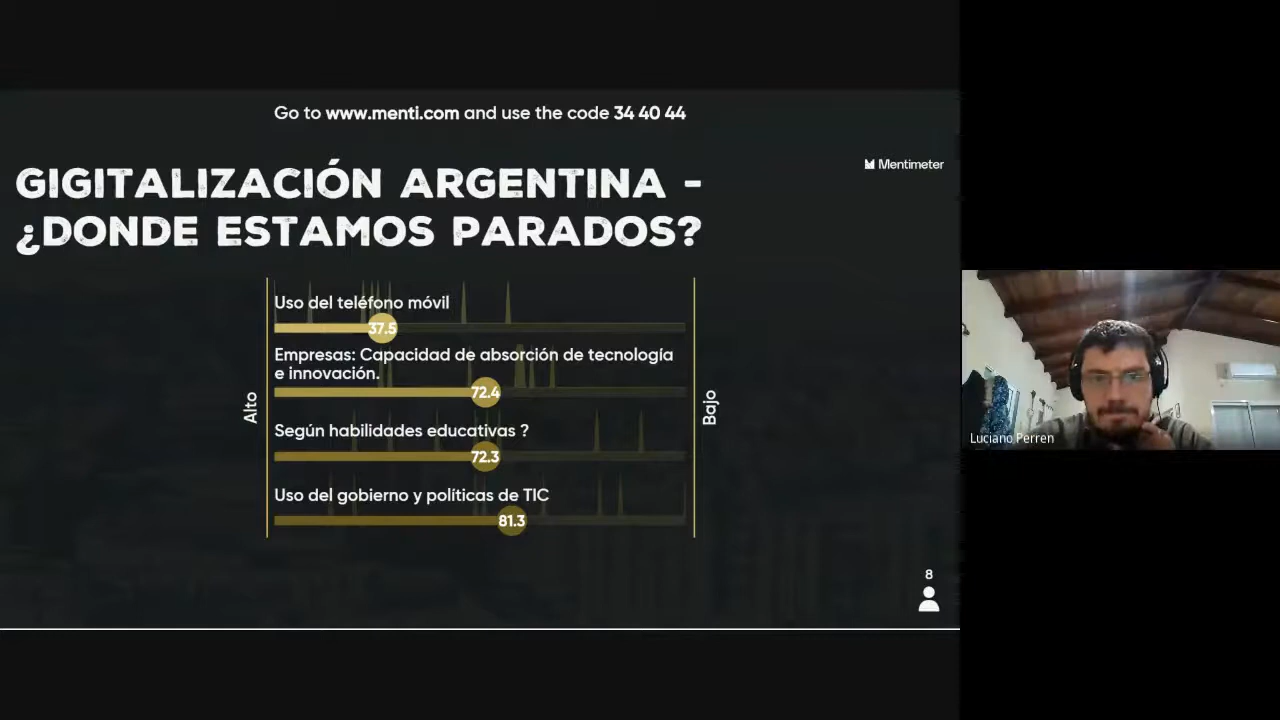 Go to www.menti.com and use the code 34 40 44
Mentimeter
GIGITALIZACIÓN ARGENTINA -
¿DONDE ESTAMOS PARADOS?
Uso del teléfono móvil
37.5
Empresas: Capacidad de absorción de tecnología
e innovación.
72.4
Alto
Bajo
Según habilidades educativas ?
72.3
Uso del gobierno y políticas de TIC
81.3
8
Luciano Perren